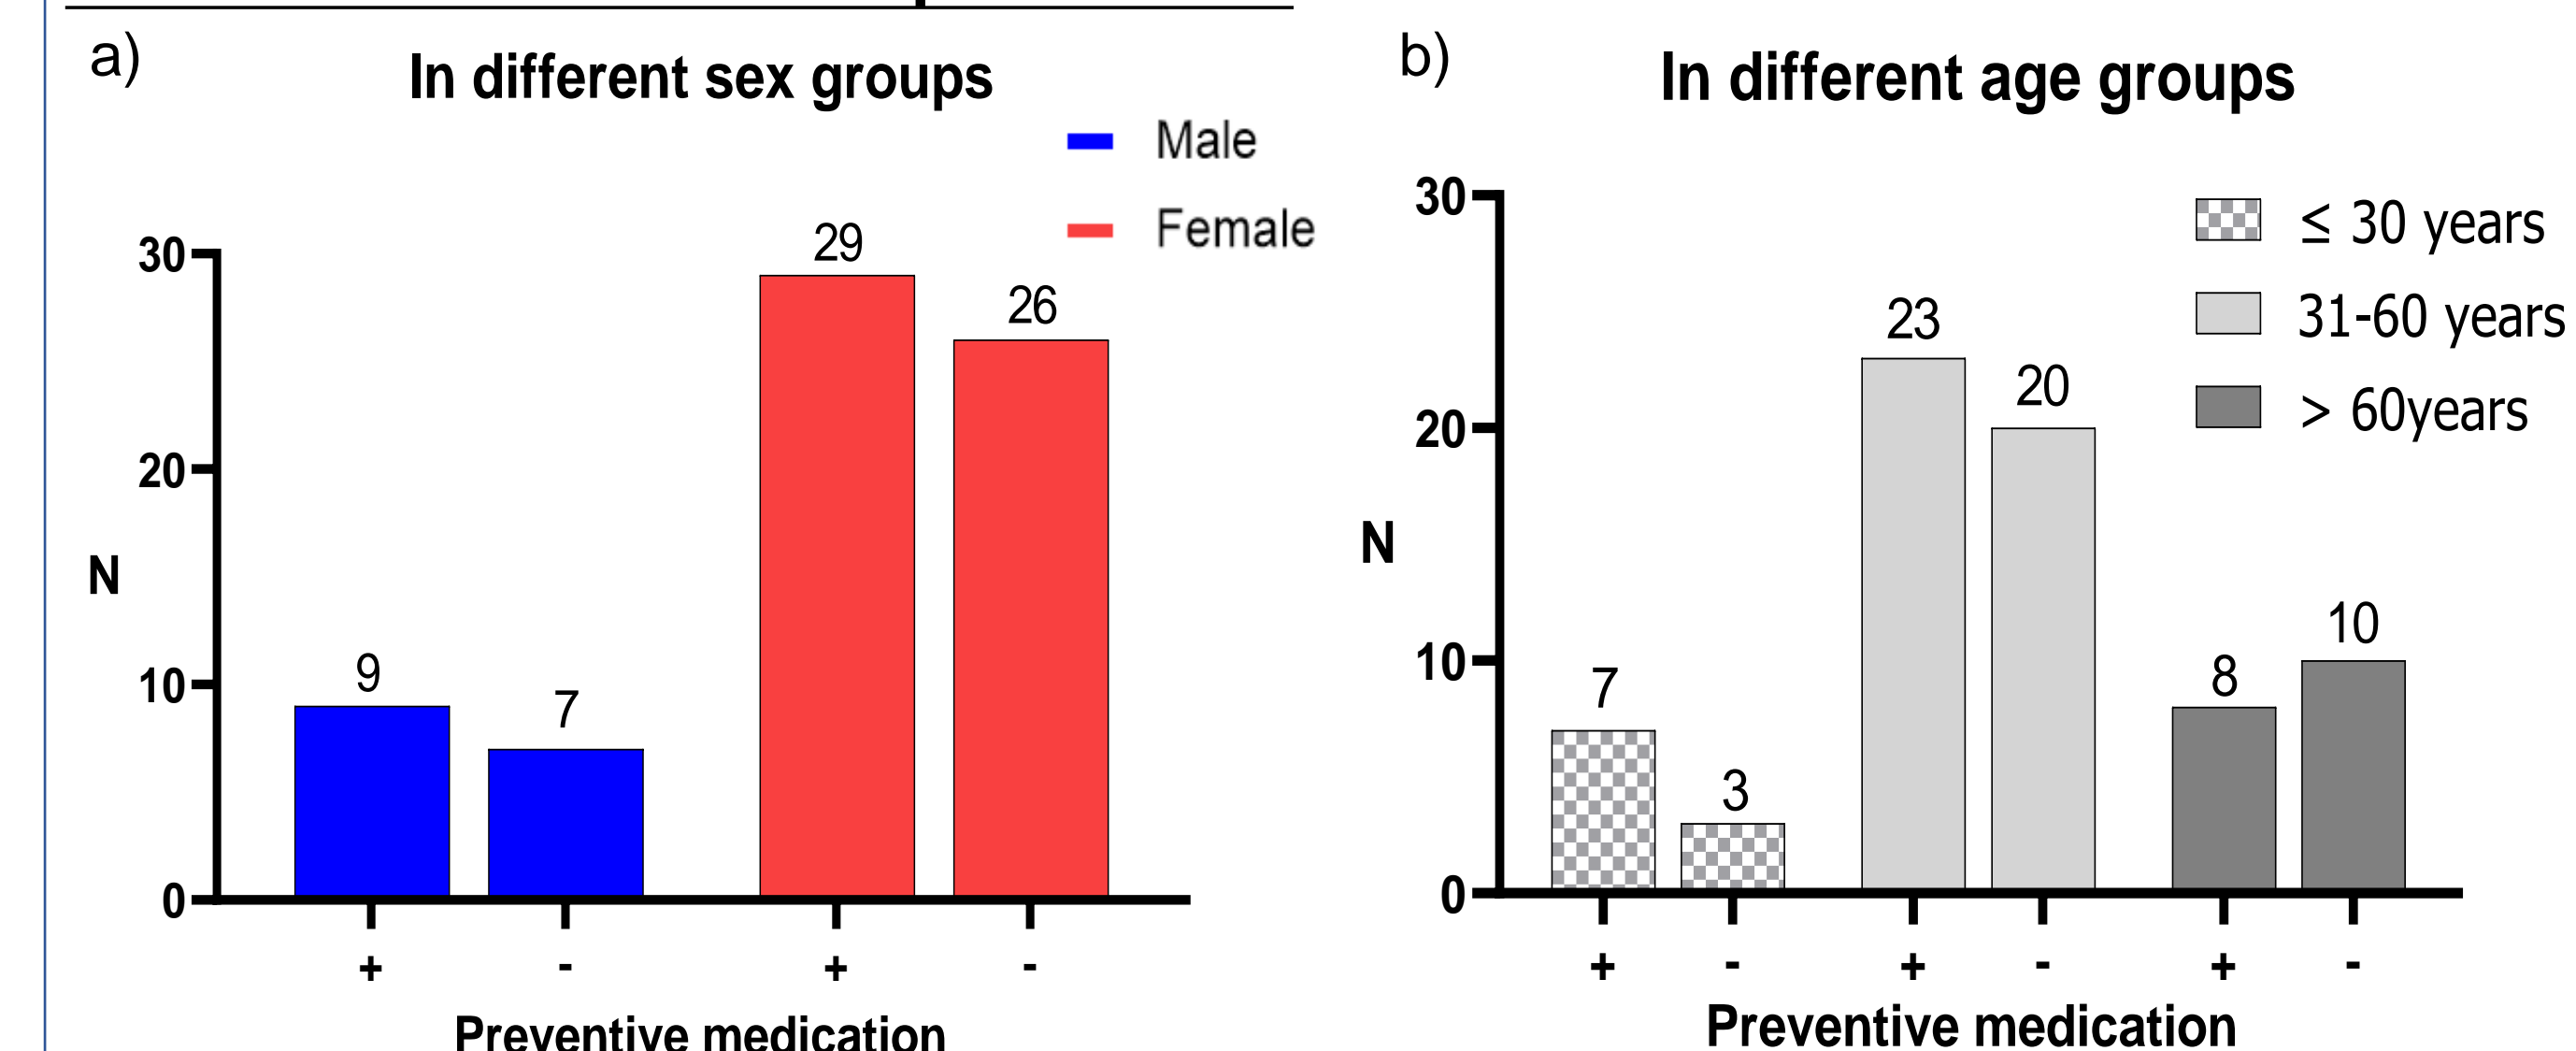 a)
In different sex groups
Male
Female
30
20
10
0
N
9
7
29
26
+ - + -
Preventive medication
b)
In different age groups
≤ 30 years
31-60 years
> 60years
30
20
10
0
N
7
3
23
20
8
10
+ - + - + -
Preventive medication